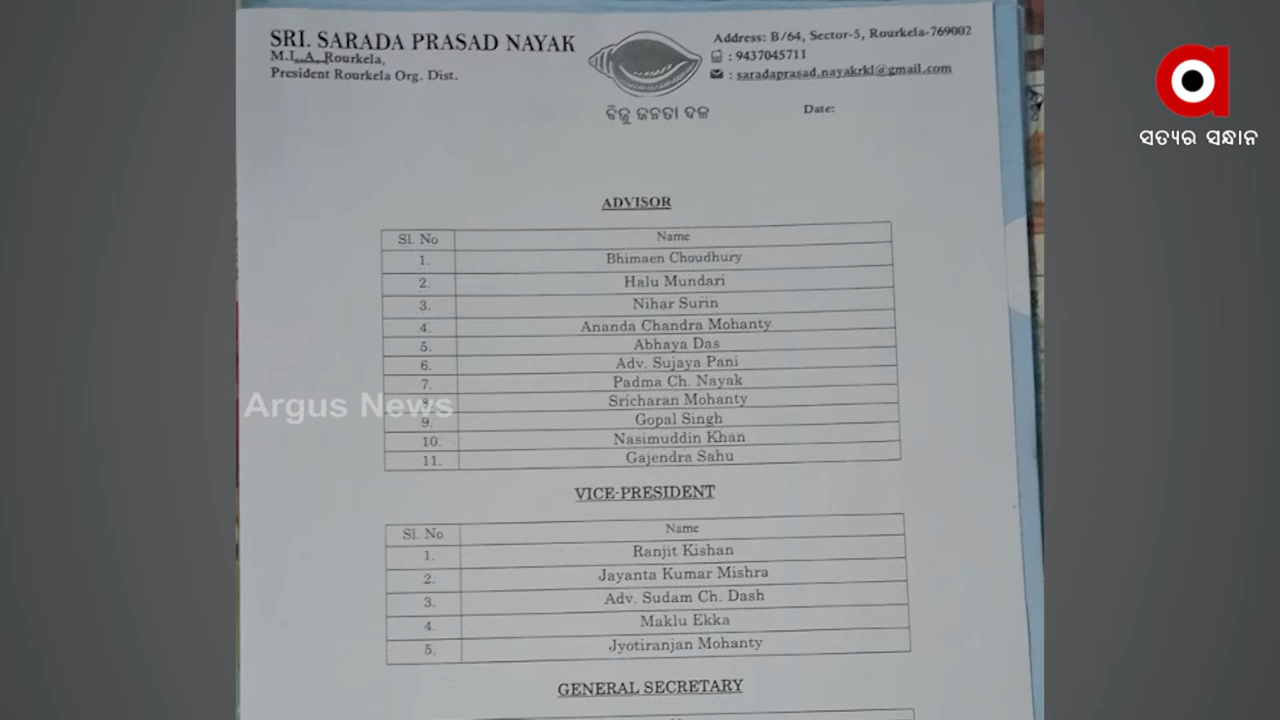 SRI. SARADA PRASAD NAYAK
M.L.A, Rourkela,
President Rourkela Org. Dist.
ବିଜୁ ଜନତା ଦଳ
Address: B/64, Sector-5, Rourkela-769002
: 9437045711
: saradaprasad.nayakrkl@gmail.com
Date:
ସତ୍ୟର ସନ୍ଧାନ
ADVISOR
Sl. No Name
1. Bhimaen Choudhury
2. Halu Mundari
3. Nihar Surin
4. Ananda Chandra Mohanty
5. Abhaya Das
6. Adv. Sujaya Pani
7. Padma Ch. Nayak
8. Sricharan Mohanty
Argus News
9. Gopal Singh
10. Nasimuddin Khan
11. Gajendra Sahu
VICE-PRESIDENT
Sl. No Name
1. Ranjit Kishan
2. Jayanta Kumar Mishra
3. Adv. Sudam Ch. Dash
4. Maklu Ekka
5. Jyotiranjan Mohanty
GENERAL SECRETARY